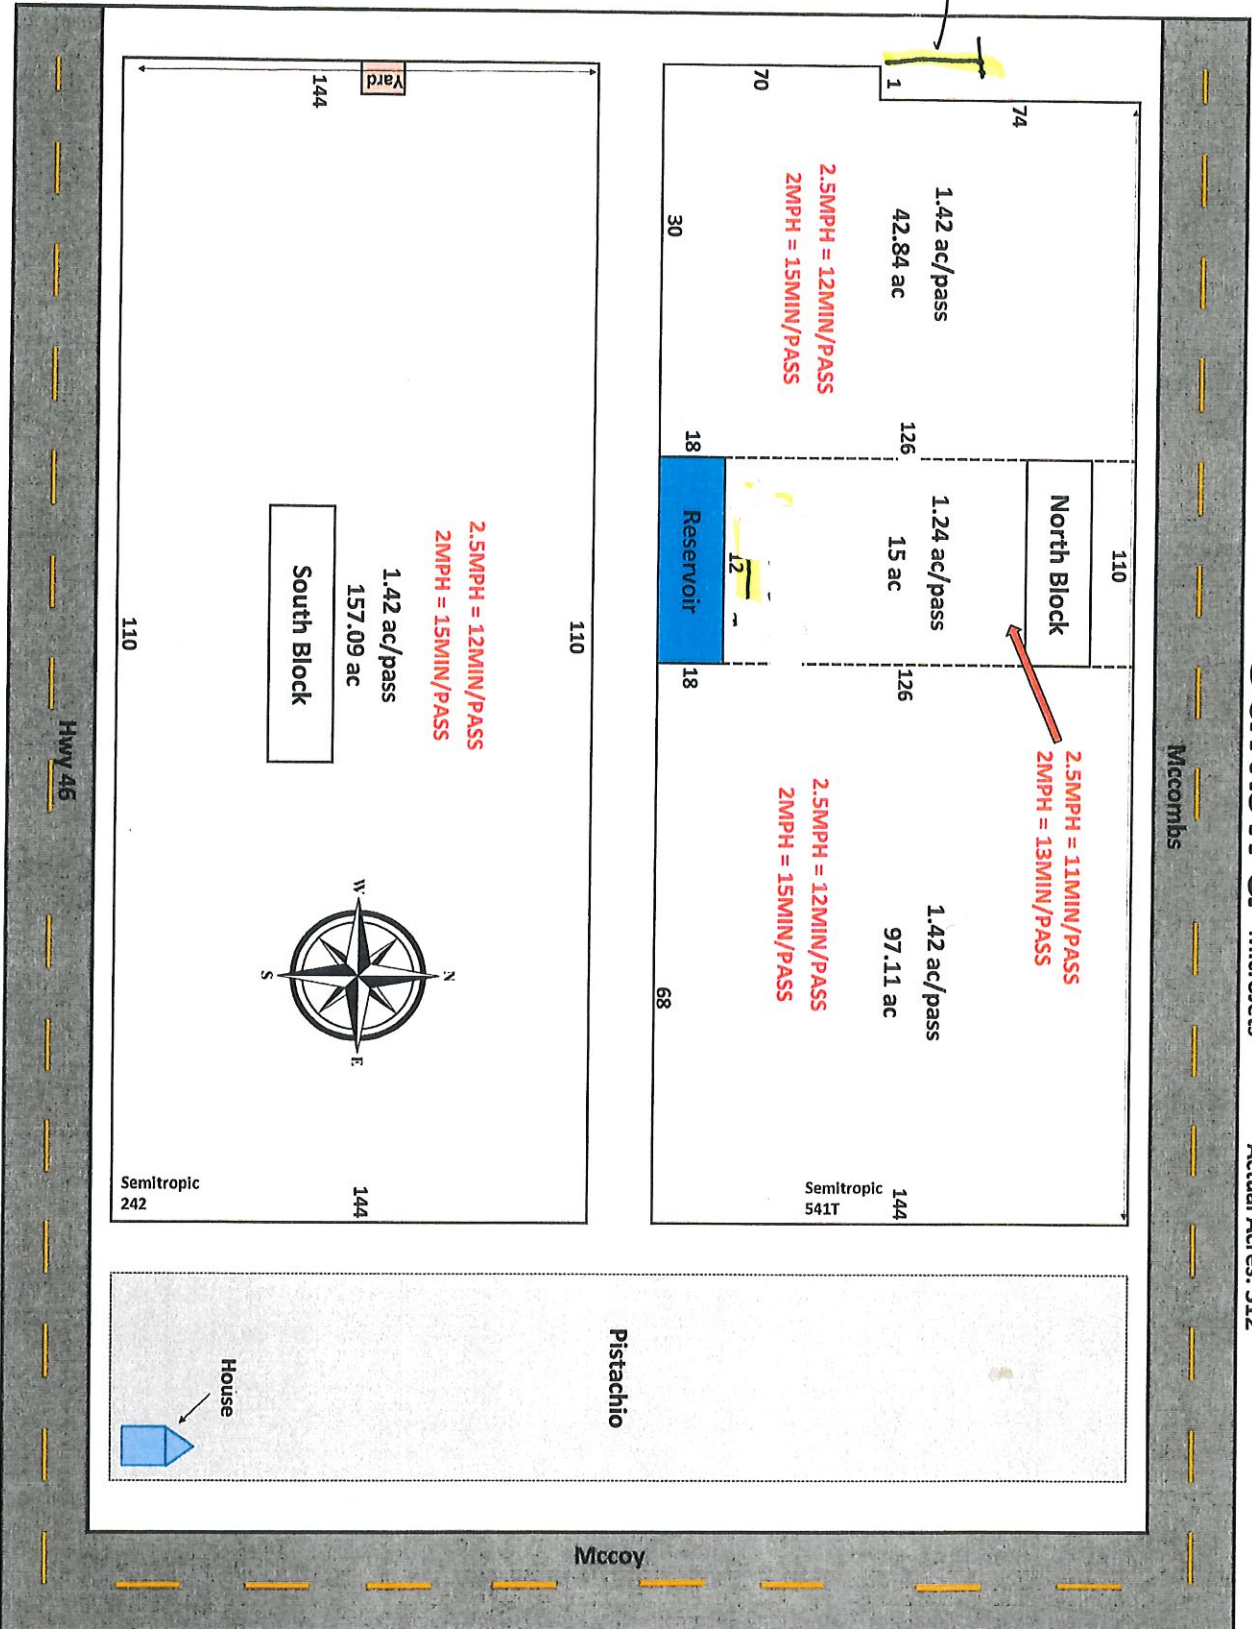 Microjets
Actual Acres: 312
Mccombs
110
74
1
70
North Block
2.5MPH = 11MIN/PASS
2MPH = 13MIN/PASS
1.42 ac/pass
42.84 ac
2.5MPH = 12MIN/PASS
2MPH = 15MIN/PASS
126
1.24 ac/pass
15 ac
126
1.42 ac/pass
97.11 ac
2.5MPH = 12MIN/PASS
2MPH = 15MIN/PASS
144
Semitropic
541T
12
18
Reservoir
18
30
68
Pistachio
Mccoy
110
2.5MPH = 12MIN/PASS
2MPH = 15MIN/PASS
1.42 ac/pass
157.09 ac
South Block
Yard
144
N
W
E
S
144
Semitropic
242
110
House
Hwy 46